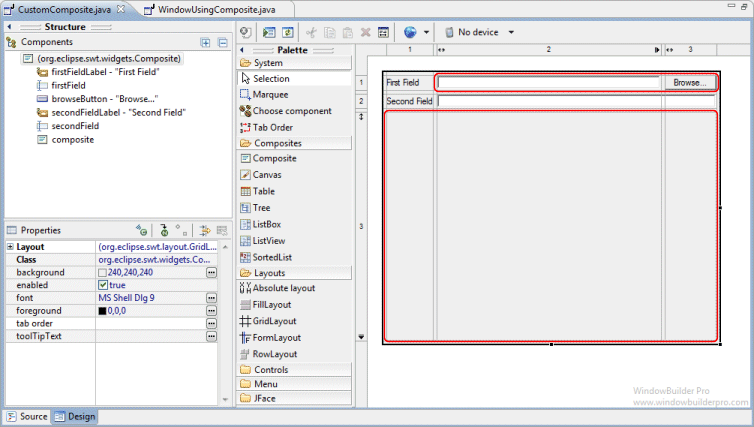 CustomComposite.java
WindowUsingComposite.java
Structure
Components
(org.eclipse.swt.widgets.Composite)
firstFieldLabel - "First Field"
firstField
browseButton - "Browse..."
secondFieldLabel - "Second Field"
secondField
composite
Properties
Layout (org.eclipse.swt.layout.GridL...
Class org.eclipse.swt.widgets.Co...
background 240,240,240
enabled true
font MS Shell Dlg 9
foreground 0,0,0
tab order
toolTipText
Palette
System
Selection
Marquee
Choose component
Tab Order
Composites
Composite
Canvas
Table
Tree
ListBox
ListView
SortedList
Layouts
Absolute layout
FillLayout
GridLayout
FormLayout
RowLayout
Controls
Menu
JFace
No device
1 2 3
1 First Field Browse...
2 Second Field
3
WindowBuilder Pro
www.windowbuilderpro.com
Source Design